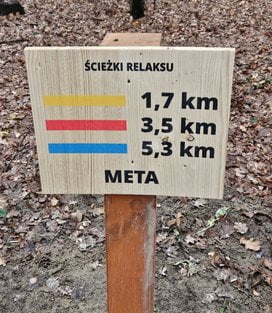 ŚCIEŻKI RELAKSU
1,7 km
3,5 km
5,3 km
META